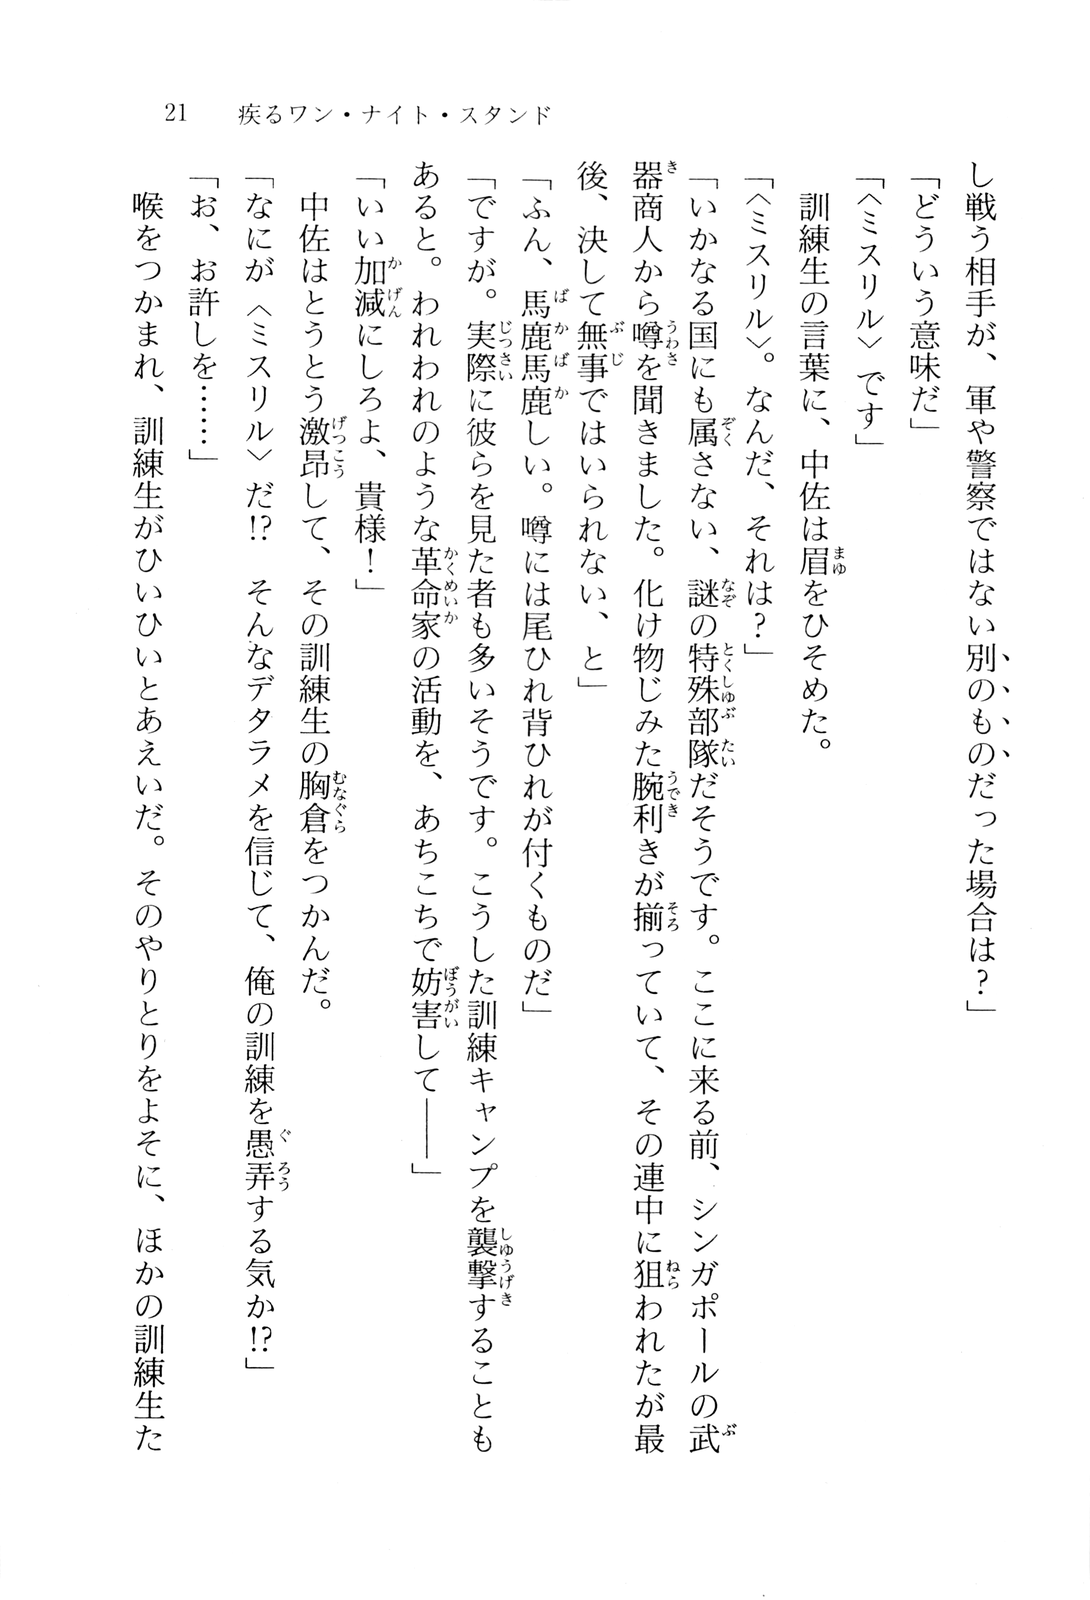 21　疾るワン・ナイト・スタンド
し戦う相手が、軍や警察ではない別のものだった場合は？」
「どういう意味だ」
「〈ミスリル〉です」
　訓練生の言葉に、中佐は眉をひそめた。
「〈ミスリル〉。なんだ、それは？」
「いかなる国にも属さない、謎の特殊部隊だそうです。ここに来る前、シンガポールの武
器商人から噂を聞きました。化け物じみた腕利きが揃っていて、その連中に狙われたが最
後、決して無事ではいられない、と」
「ふん、馬鹿馬鹿しい。噂には尾ひれ背ひれが付くものだ」
「ですが。実際に彼らを見た者も多いそうです。こうした訓練キャンプを襲撃することも
あると。われわれのような革命家の活動を、あちこちで妨害して――」
「いい加減にしろよ、貴様！」
　中佐はとうとう激昂して、その訓練生の胸倉をつかんだ。
「なにが〈ミスリル〉だ!?　そんなデタラメを信じて、俺の訓練を愚弄する気か!?」
「お、お許しを……」
　喉をつかまれ、訓練生がひいひいとあえいだ。そのやりとりをよそに、ほかの訓練生た